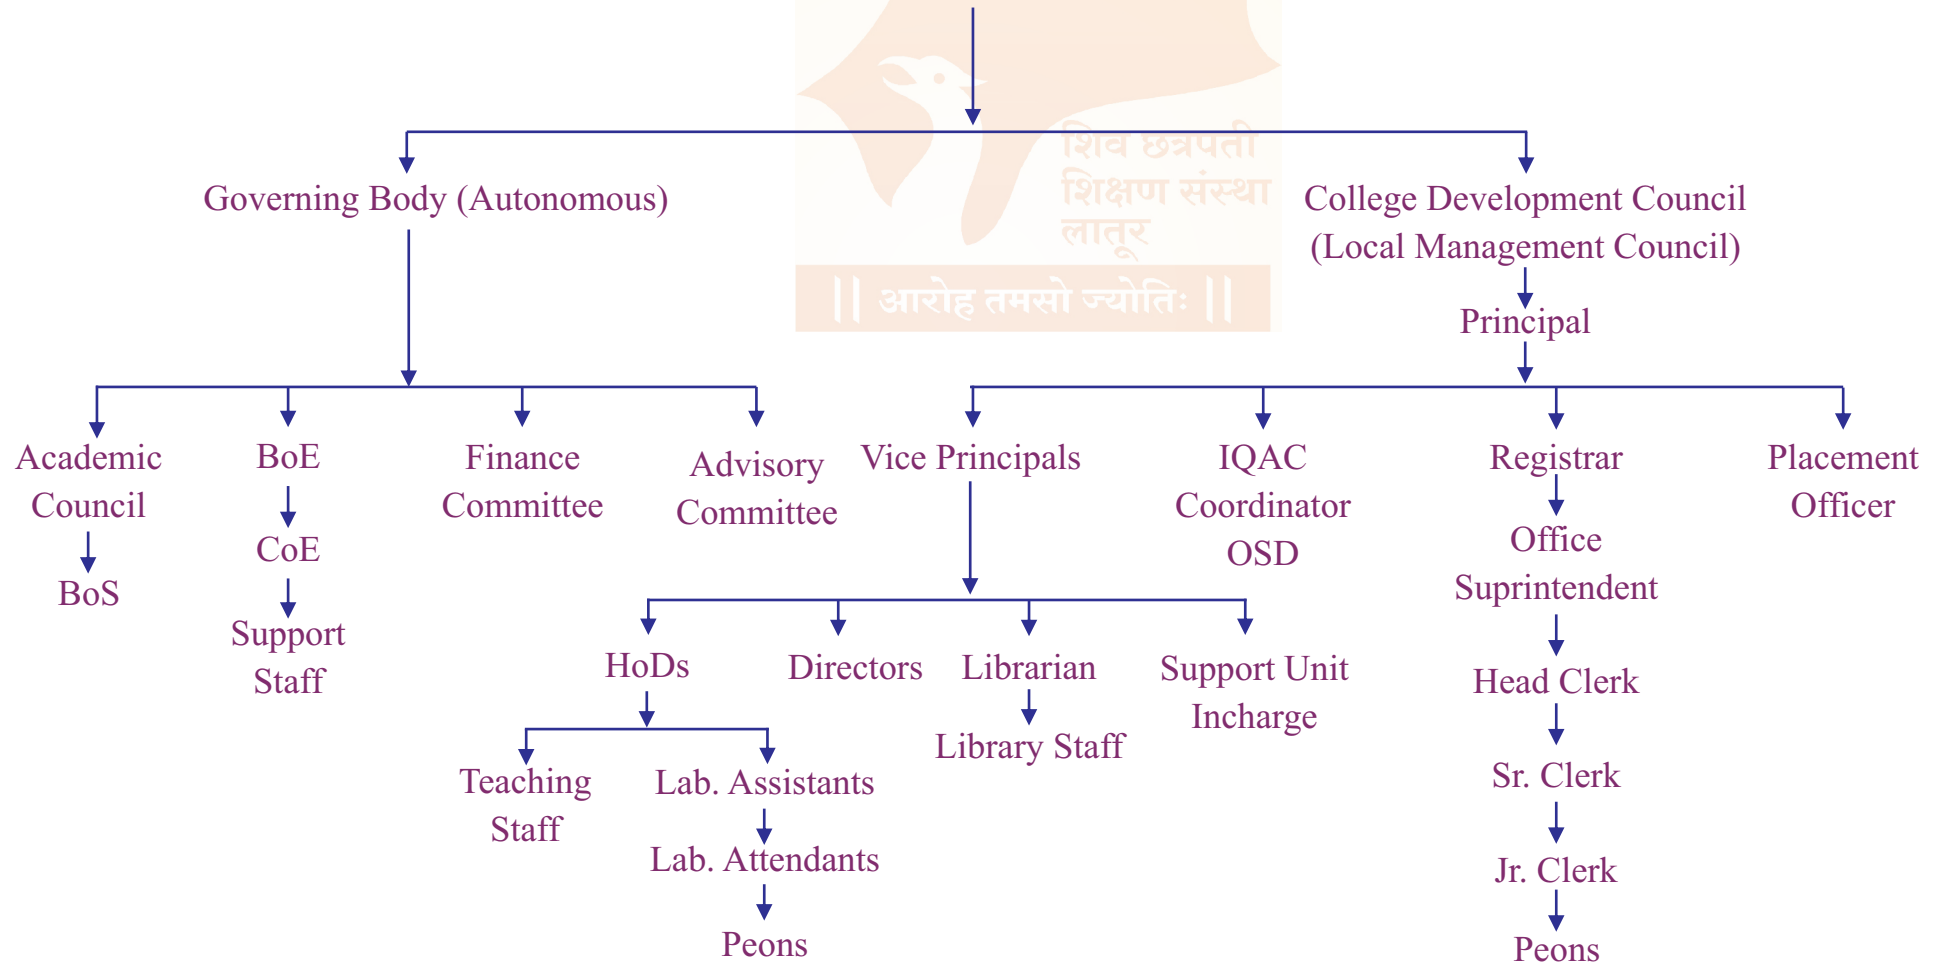 शिव छत्रपती
शिक्षण संस्था
लातूर
|| आरोह तमसो ज्योतिः ||
Governing Body (Autonomous)
College Development Council
(Local Management Council)
Principal
Academic
Council
BoS
BoE
CoE
Support
Staff
Finance
Committee
Advisory
Committee
Vice Principals
IQAC
Coordinator
OSD
Registrar
Office
Suprintendent
Head Clerk
Sr. Clerk
Jr. Clerk
Peons
Placement
Officer
HoDs
Directors
Librarian
Library Staff
Support Unit
Incharge
Teaching
Staff
Lab. Assistants
Lab. Attendants
Peons